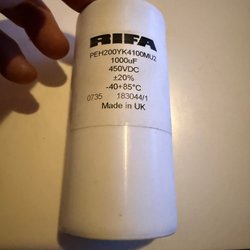 RIFA
PEH200YK4100MU2
1000uF
450VDC
±20%
-40+85°C
0735 183044/1
Made in UK